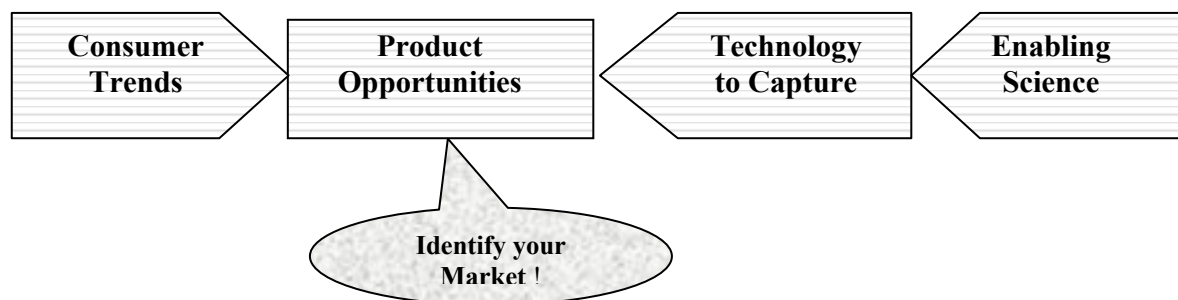 Consumer
Trends
Product
Opportunities
Technology
to Capture
Enabling
Science
Identify your
Market !